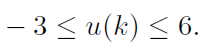 − 3 ≤ u(k) ≤ 6.